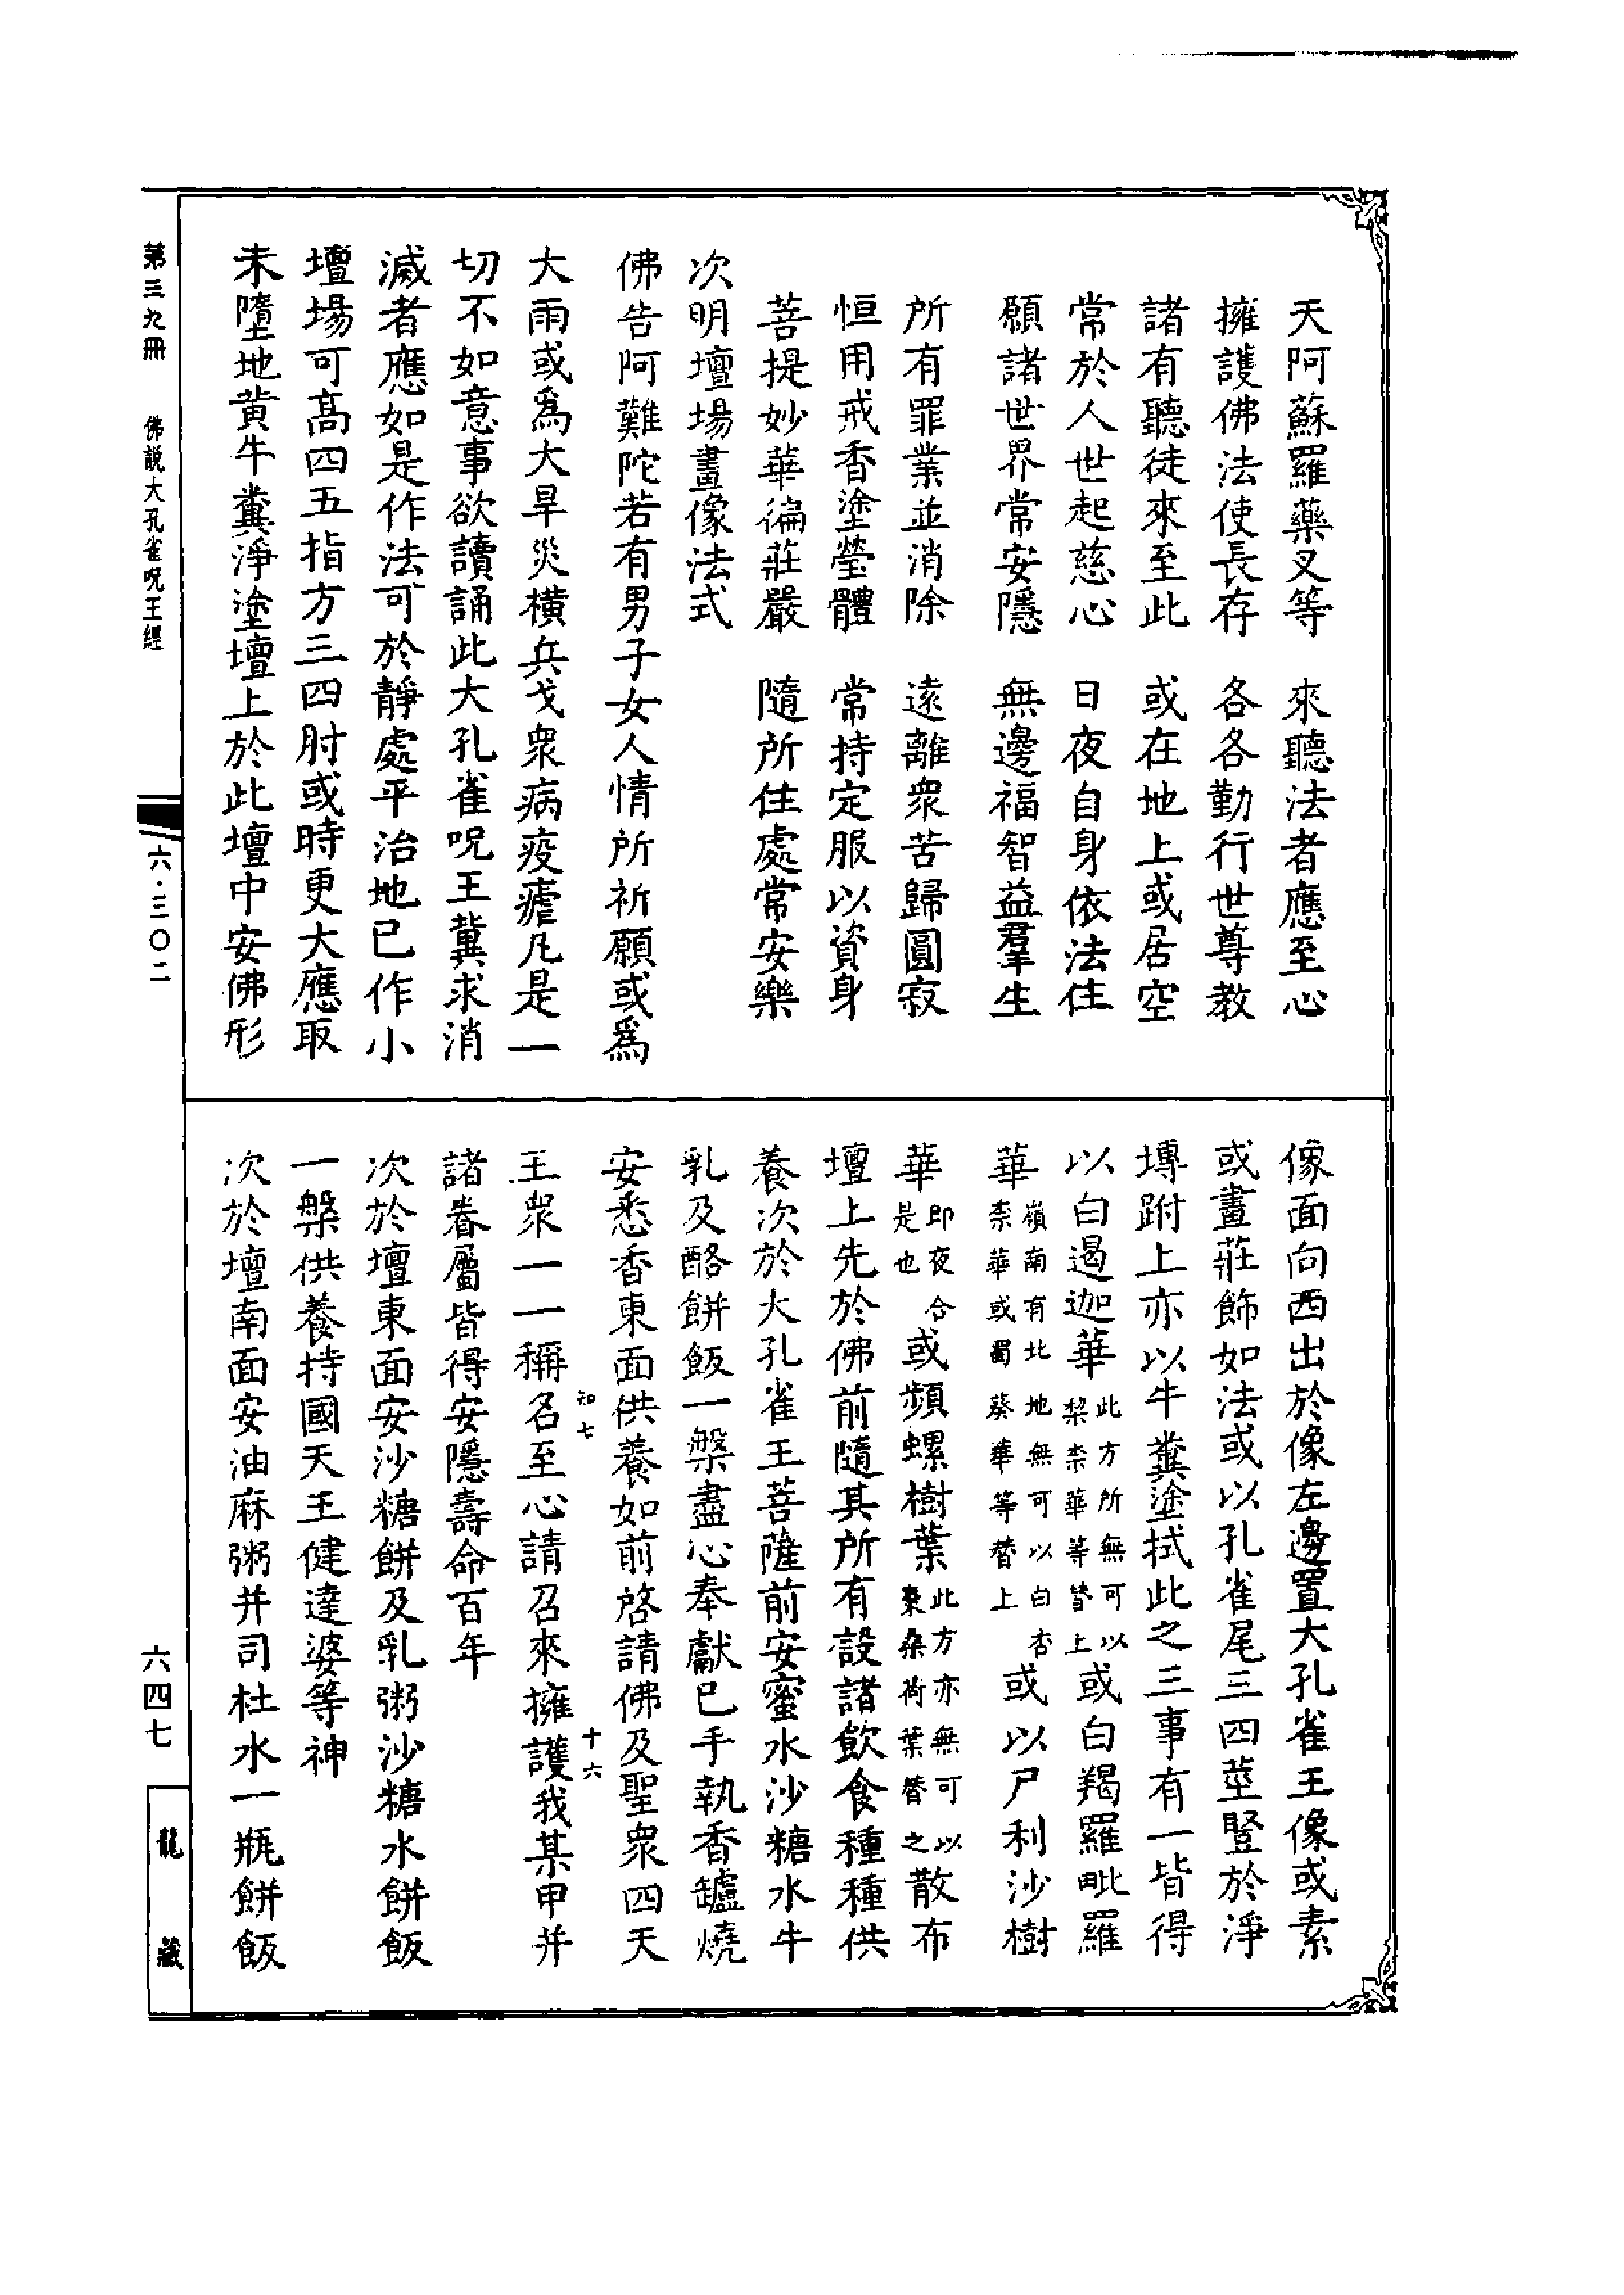 天阿蘇羅藥叉等　來聽法者應至心
擁護佛法使長存　各各勤行世尊教
諸有聽徒來至此　或在地上或居空
常於人世起慈心　日夜自身依法住
願諸世界常安隱　無邊福智益羣生
所有罪業並消除　遠離衆苦歸圓寂
恒用戒香塗瑩體　常持定服以資身
菩提妙華徧莊嚴　隨所住處常安樂
次明壇場畫像法式
佛告阿難陀若有男子女人情所祈願或爲
大雨或爲大旱災橫兵戈衆病疫瘧凡是一
切不如意事欲讀誦此大孔雀呪王冀求消
滅者應如是作法可於靜處平治地已作小
壇場可高四五指方三四肘或時更大應取
未墮地黃牛糞淨塗壇上於此壇中安佛形
像面向西出於像左邊置大孔雀王像或素
或畫莊飾如法或以孔雀尾三四莖豎於淨
塼跗上亦以牛糞塗拭此之三事有一皆得
以白遏迦華此方所無可以梨柰華等替上或白羯羅毗羅
華嶺南有北地無可以白杏柰華或蜀葵華等替上或以尸利沙樹
華即夜合是也或頻螺樹葉此方亦無可以棗桑荷葉替之散布
壇上先於佛前隨其所有設諸飲食種種供
養次於大孔雀王菩薩前安蜜水沙糖水牛
乳及酪餅飯一槃盡心奉獻已手執香鑪燒
安悉香東面供養如前啓請佛及聖衆四天
知七
十六
王衆一一稱名至心請召來擁護我某甲并
諸眷屬皆得安隱壽命百年
次於壇東面安沙糖餅及乳粥沙糖水餅飯
一槃供養持國天王健達婆等神
次於壇南面安油麻粥并司杜水一瓶餅飯
第三九冊　佛說大孔雀呪王經
六・三〇二
六四七
龍藏